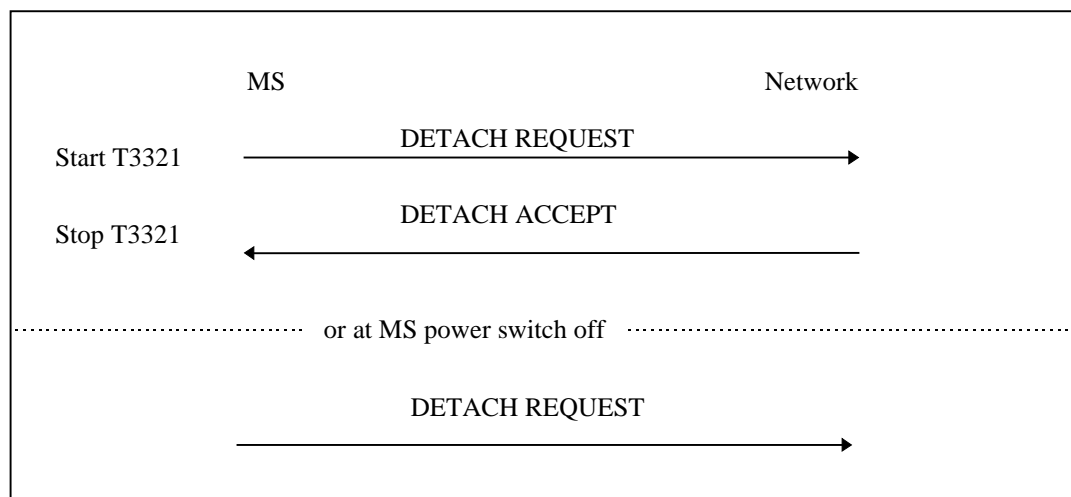 MS Network
Start T3321 DETACH REQUEST
DETACH ACCEPT
Stop T3321
or at MS power switch off
DETACH REQUEST